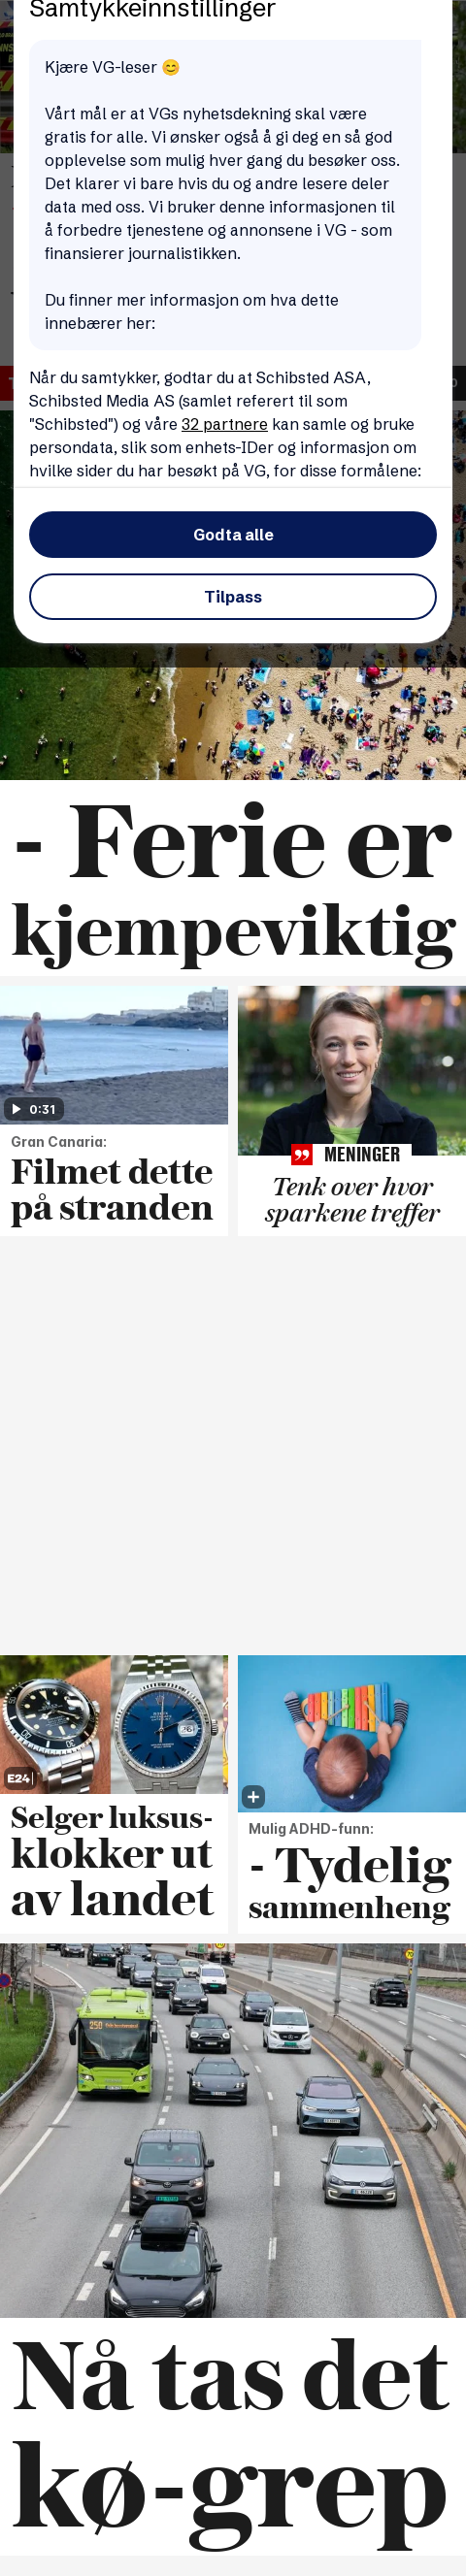 Samtykkeinnstillinger
Kjære VG-leser 😊
Vårt mål er at VGs nyhetsdekning skal være
gratis for alle. Vi ønsker også å gi deg en så god
opplevelse som mulig hver gang du besøker oss.
Det klarer vi bare hvis du og andre lesere deler
data med oss. Vi bruker denne informasjonen til
å forbedre tjenestene og annonsene i VG - som
finansierer journalistikken.
Du finner mer informasjon om hva dette
innebærer her:
Når du samtykker, godtar du at Schibsted ASA,
Schibsted Media AS (samlet referert til som
"Schibsted") og våre 32 partnere kan samle og bruke
persondata, slik som enhets-IDer og informasjon om
hvilke sider du har besøkt på VG, for disse formålene:
Godta alle
Tilpass
- Ferie er
kjempeviktig
0:31
Gran Canaria:
Filmet dette
på stranden
MENINGER
Tenk over hvor
sparkene treffer
E24
Selger luksus-
klokker ut
av landet
Mulig ADHD-funn:
- Tydelig
sammenheng
250
Nå tas det
kø-grep